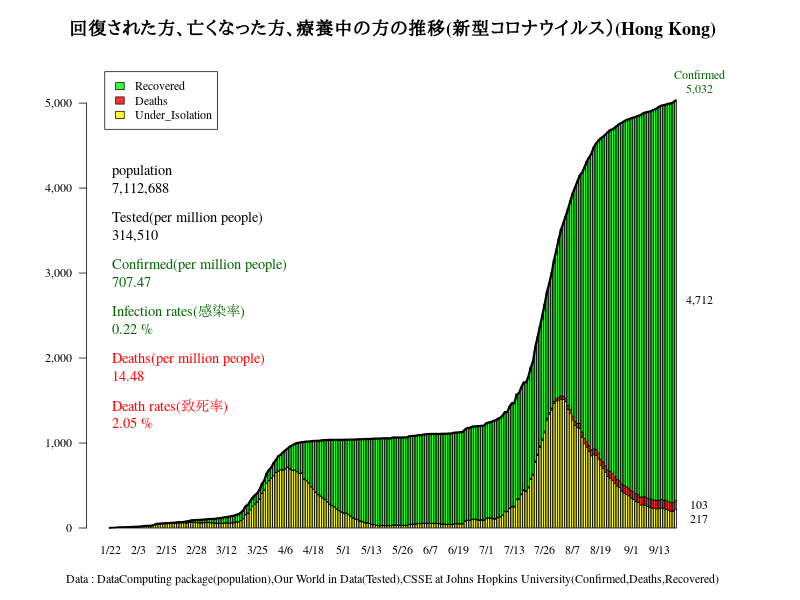 回復された方、亡くなった方、療養中の方の推移(新型コロナウイルス）(Hong Kong)
Confirmed
5,032
Recovered
Deaths
Under_Isolation
5,000
4,000
3,000
2,000
1,000
0
population
7,112,688
Tested(per million people)
314,510
Confirmed(per million people)
707.47
Infection rates(感染率)
0.22 %
Deaths(per million people)
14.48
Death rates(致死率)
2.05 %
4,712
103
217
1/22 2/3 2/15 2/28 3/12 3/25 4/6 4/18 5/1 5/13 5/26 6/7 6/19 7/1 7/13 7/26 8/7 8/19 9/1 9/13
Data : DataComputing package(population),Our World in Data(Tested),CSSE at Johns Hopkins University(Confirmed,Deaths,Recovered)